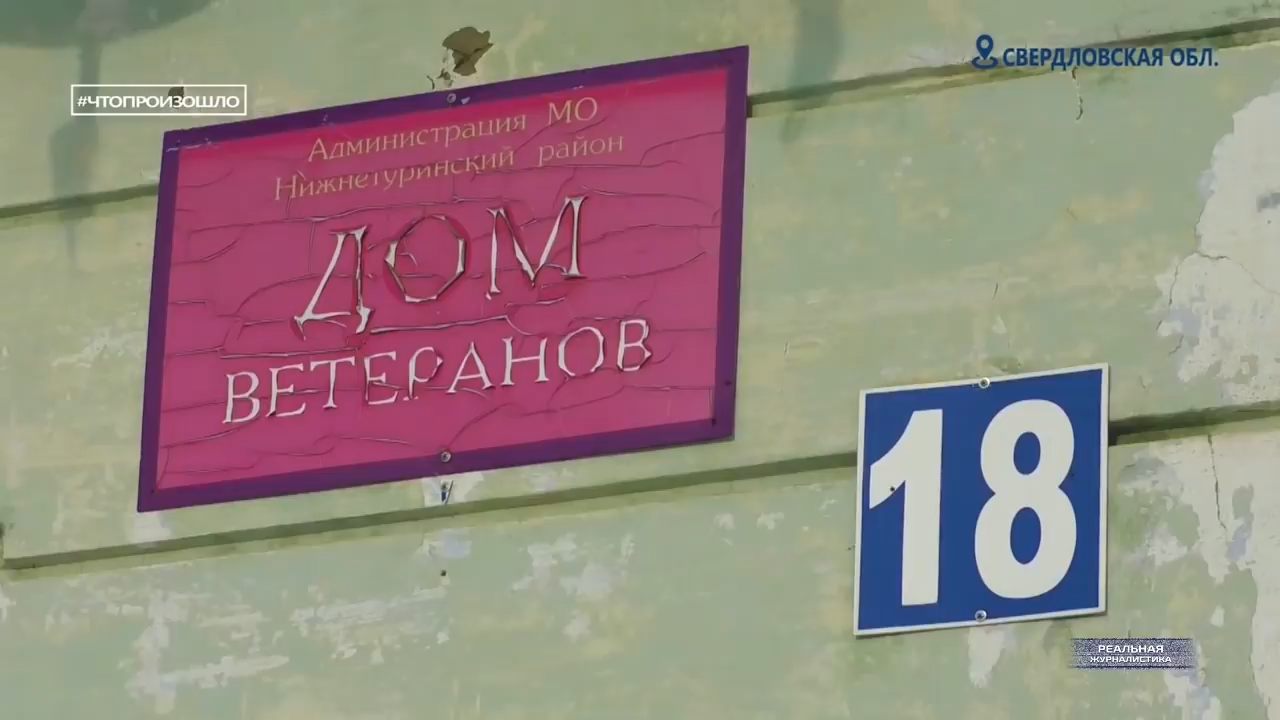 СВЕРДЛОВСКАЯ ОБЛ.
#ЧТОПРОИЗОШЛО
Администрация МО
Нижнетуринский район
ДОМ
ВЕТЕРАНОВ
18
РЕАЛЬНАЯ
ЖУРНАЛИСТИКА